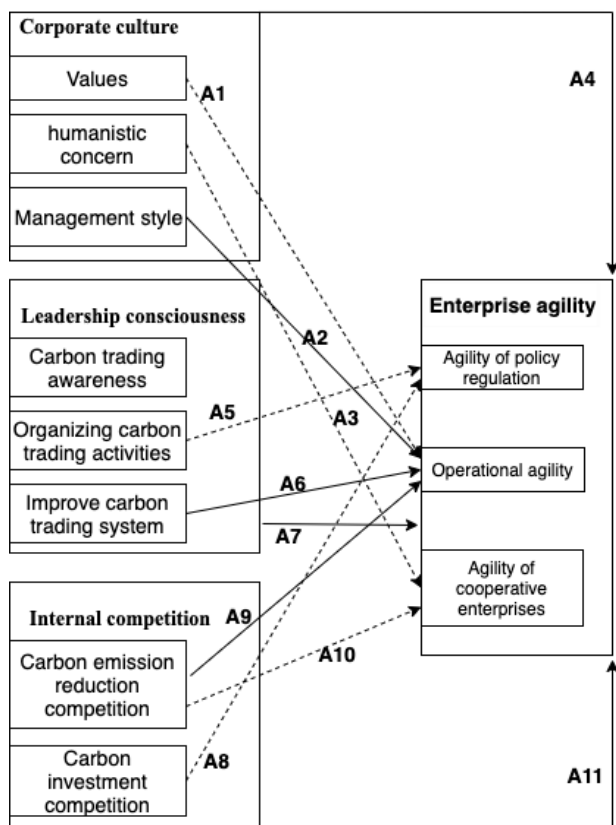 Corporate culture
Values
humanistic
concern
Management style
A1
A4
Leadership consciousness
Carbon trading
awareness
Organizing carbon
trading activities
Improve carbon
trading system
A2
A5
A3
A6
A7
Enterprise agility
Agility of policy
regulation
Operational agility
Agility of
cooperative
enterprises
Internal competition
Carbon emission
reduction
competition
Carbon
investment
competition
A9
A10
A8
A11